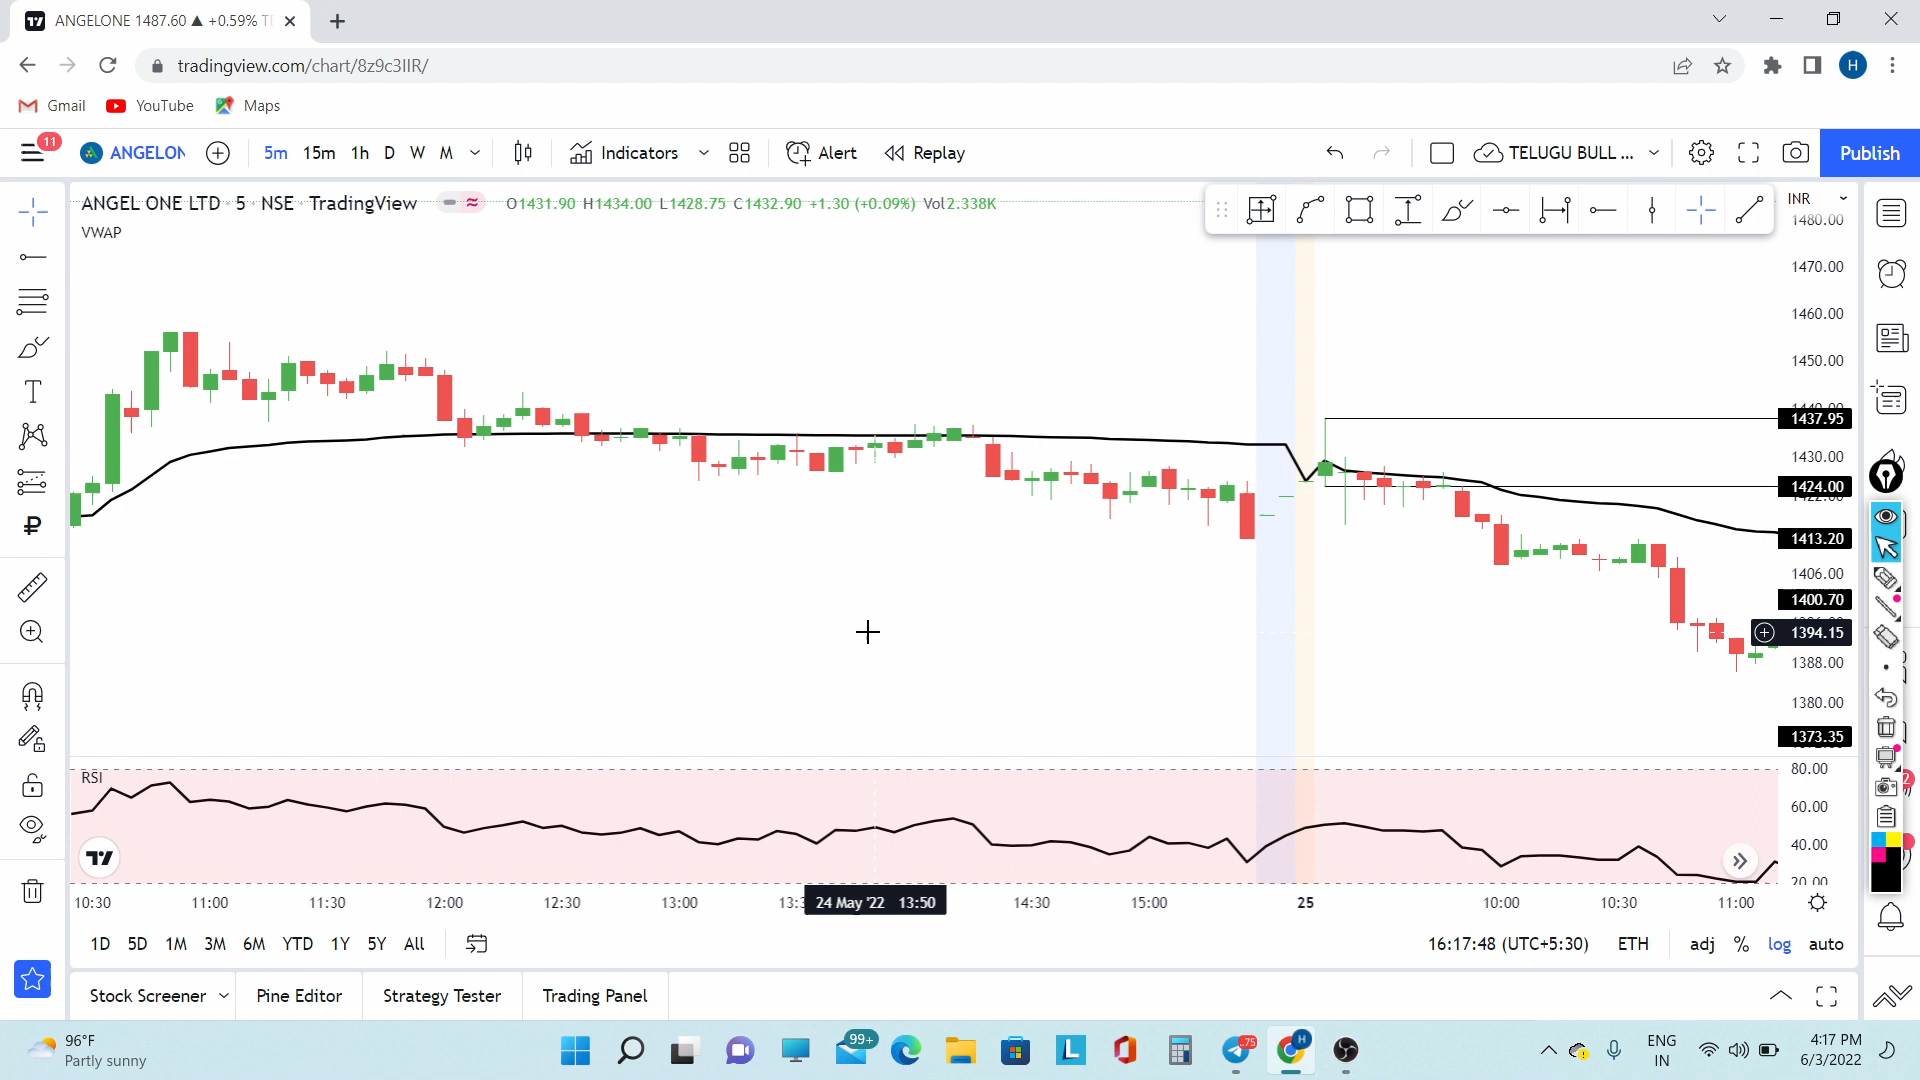 ANGELONE 1487.60 ▲ +0.59%
tradingview.com/chart/8z9c3IIR/
H
Gmail YouTube Maps
11
ANGELON 5m 15m 1h D W M Indicators Alert Replay TELUGU BULL ... Publish
ANGEL ONE LTD · 5 · NSE · TradingView O1431.90 H1434.00 L1428.75 C1432.90 +1.30 (+0.09%) Vol2.338K
INR
VWAP
1480.00
1470.00
1460.00
1450.00
1437.95
1430.00
1424.00
1413.20
1406.00
1400.70
1394.15
1388.00
1380.00
1373.35
RSI
80.00
60.00
40.00
20.00
10:30 11:00 11:30 12:00 12:30 13:00 24 May '22 13:50 14:30 15:00 25 10:00 10:30 11:00
1D 5D 1M 3M 6M YTD 1Y 5Y All 16:17:48 (UTC+5:30) ETH adj % log auto
Stock Screener Pine Editor Strategy Tester Trading Panel
96°F
Partly sunny
99+
75
H
ENG
IN
4:17 PM
6/3/2022